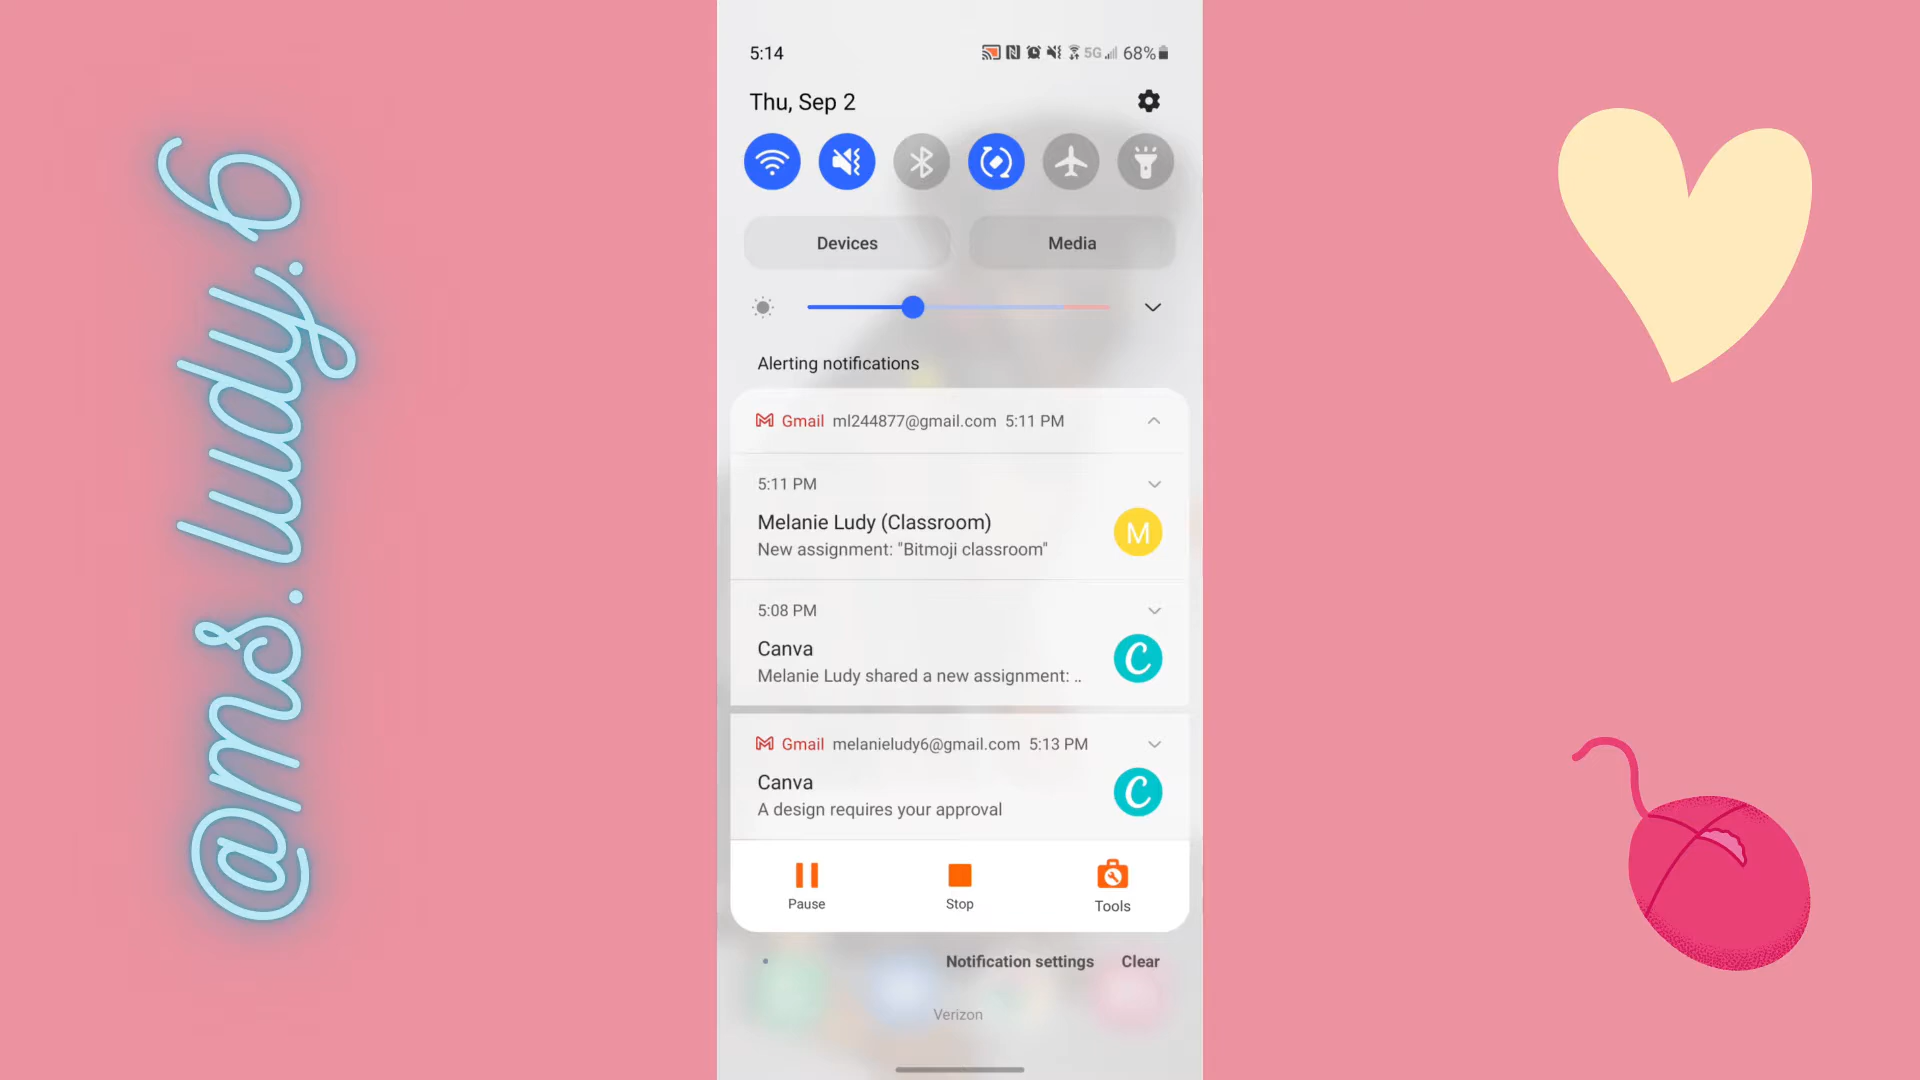 @ms.ludy.6
5:14
5G
68%
Thu, Sep 2
Devices
Media
Alerting notifications
Gmail ml244877@gmail.com 5:11 PM
5:11 PM
Melanie Ludy (Classroom)
New assignment: "Bitmoji classroom"
M
5:08 PM
Canva
Melanie Ludy shared a new assignment: ..
C
Gmail melanieludy6@gmail.com 5:13 PM
Canva
A design requires your approval
C
Pause
Stop
Tools
Notification settings
Clear
Verizon